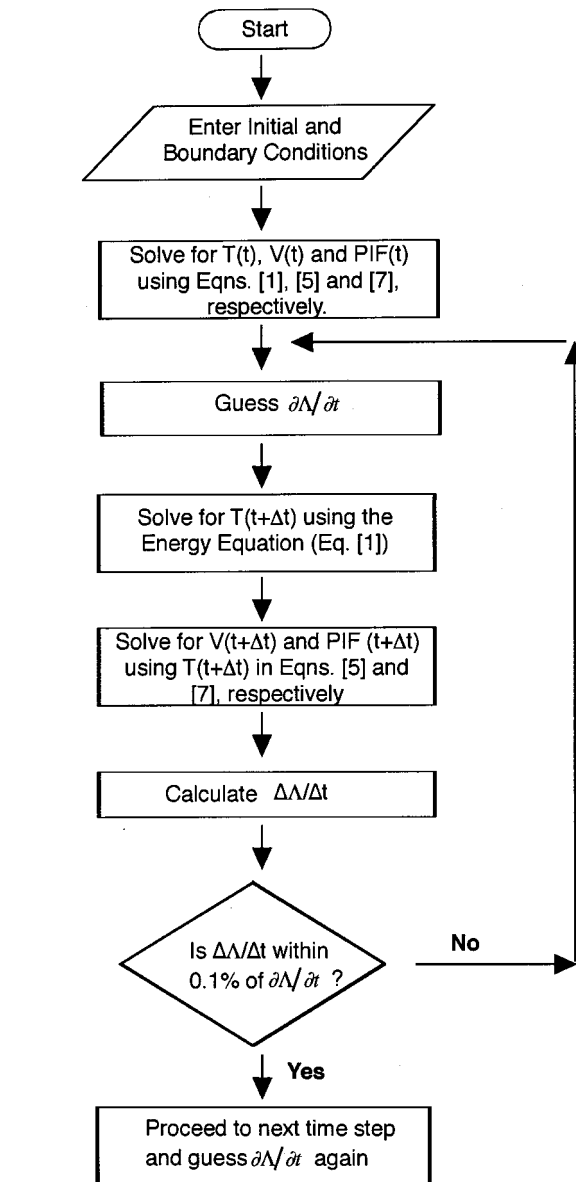 Start
Enter Initial and
Boundary Conditions
Solve for T(t), V(t) and PIF(t)
using Eqns. [1], [5] and [7],
respectively.
Guess ∂Λ/∂t
Solve for T(t+Δt) using the
Energy Equation (Eq. [1])
Solve for V(t+Δt) and PIF (t+Δt)
using T(t+Δt) in Eqns. [5] and
[7], respectively
Calculate ΔΛ/Δt
Is ΔΛ/Δt within
0.1% of ∂Λ/∂t ?
No
Yes
Proceed to next time step
and guess ∂Λ/∂t again